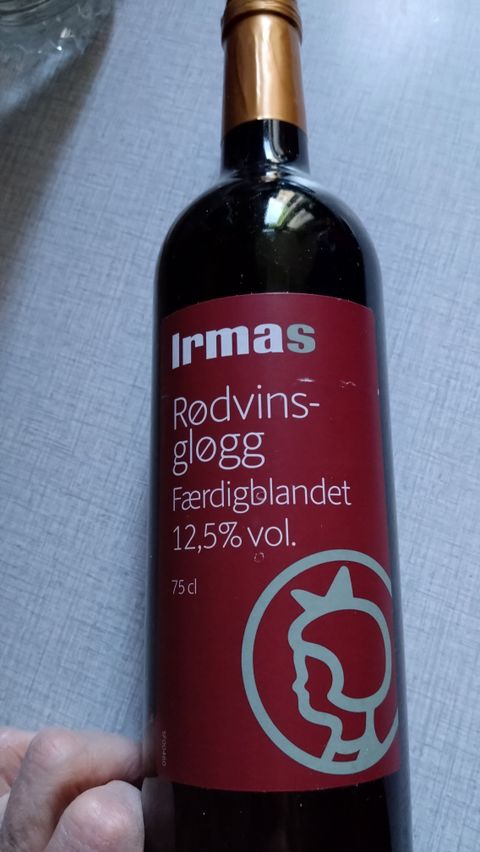 Irmas
Rødvins-
gløgg
Færdigblandet
12,5% vol.
75 cl